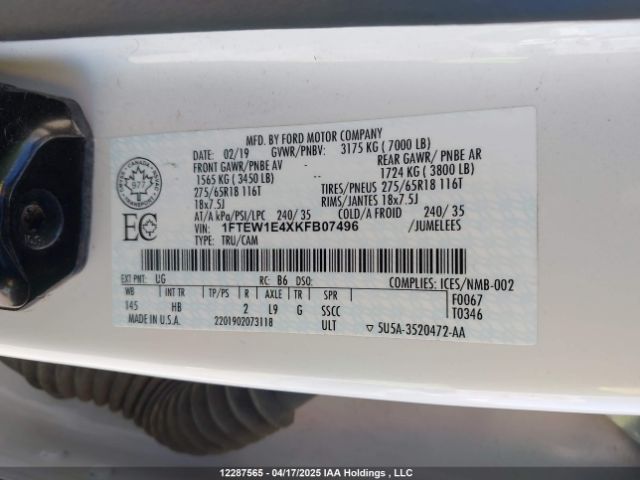 MFD. BY FORD MOTOR COMPANY
DATE: 02/19 GVWR/PNBV: 3175 KG ( 7000 LB)
FRONT GAWR/PNBE AV REAR GAWR/ PNBE AR
1565 KG ( 3450 LB) 1724 KG ( 3800 LB)
275/65R18 116T TIRES/PNEUS 275/65R18 116T
18x7.5J RIMS/JANTES 18x7.5J
AT/A kPa/PSI/LPC 240/ 35 COLD/A FROID 240/ 35
VIN: 1FTEW1E4XKFB07496 /JUMELEES
TYPE: TRU/CAM
CANADA
TRANSPORT
977
EC
EXT PNT: UG RC: B6 DSO: COMPLIES: ICES/NMB-002
WB INT TR TP/PS R AXLE TR SPR F0067
145 HB 2 L9 G SSCC T0346
MADE IN U.S.A. 2201902073118 ULT ▽ 5U5A-3520472-AA
12287565 - 04/17/2025 IAA Holdings , LLC